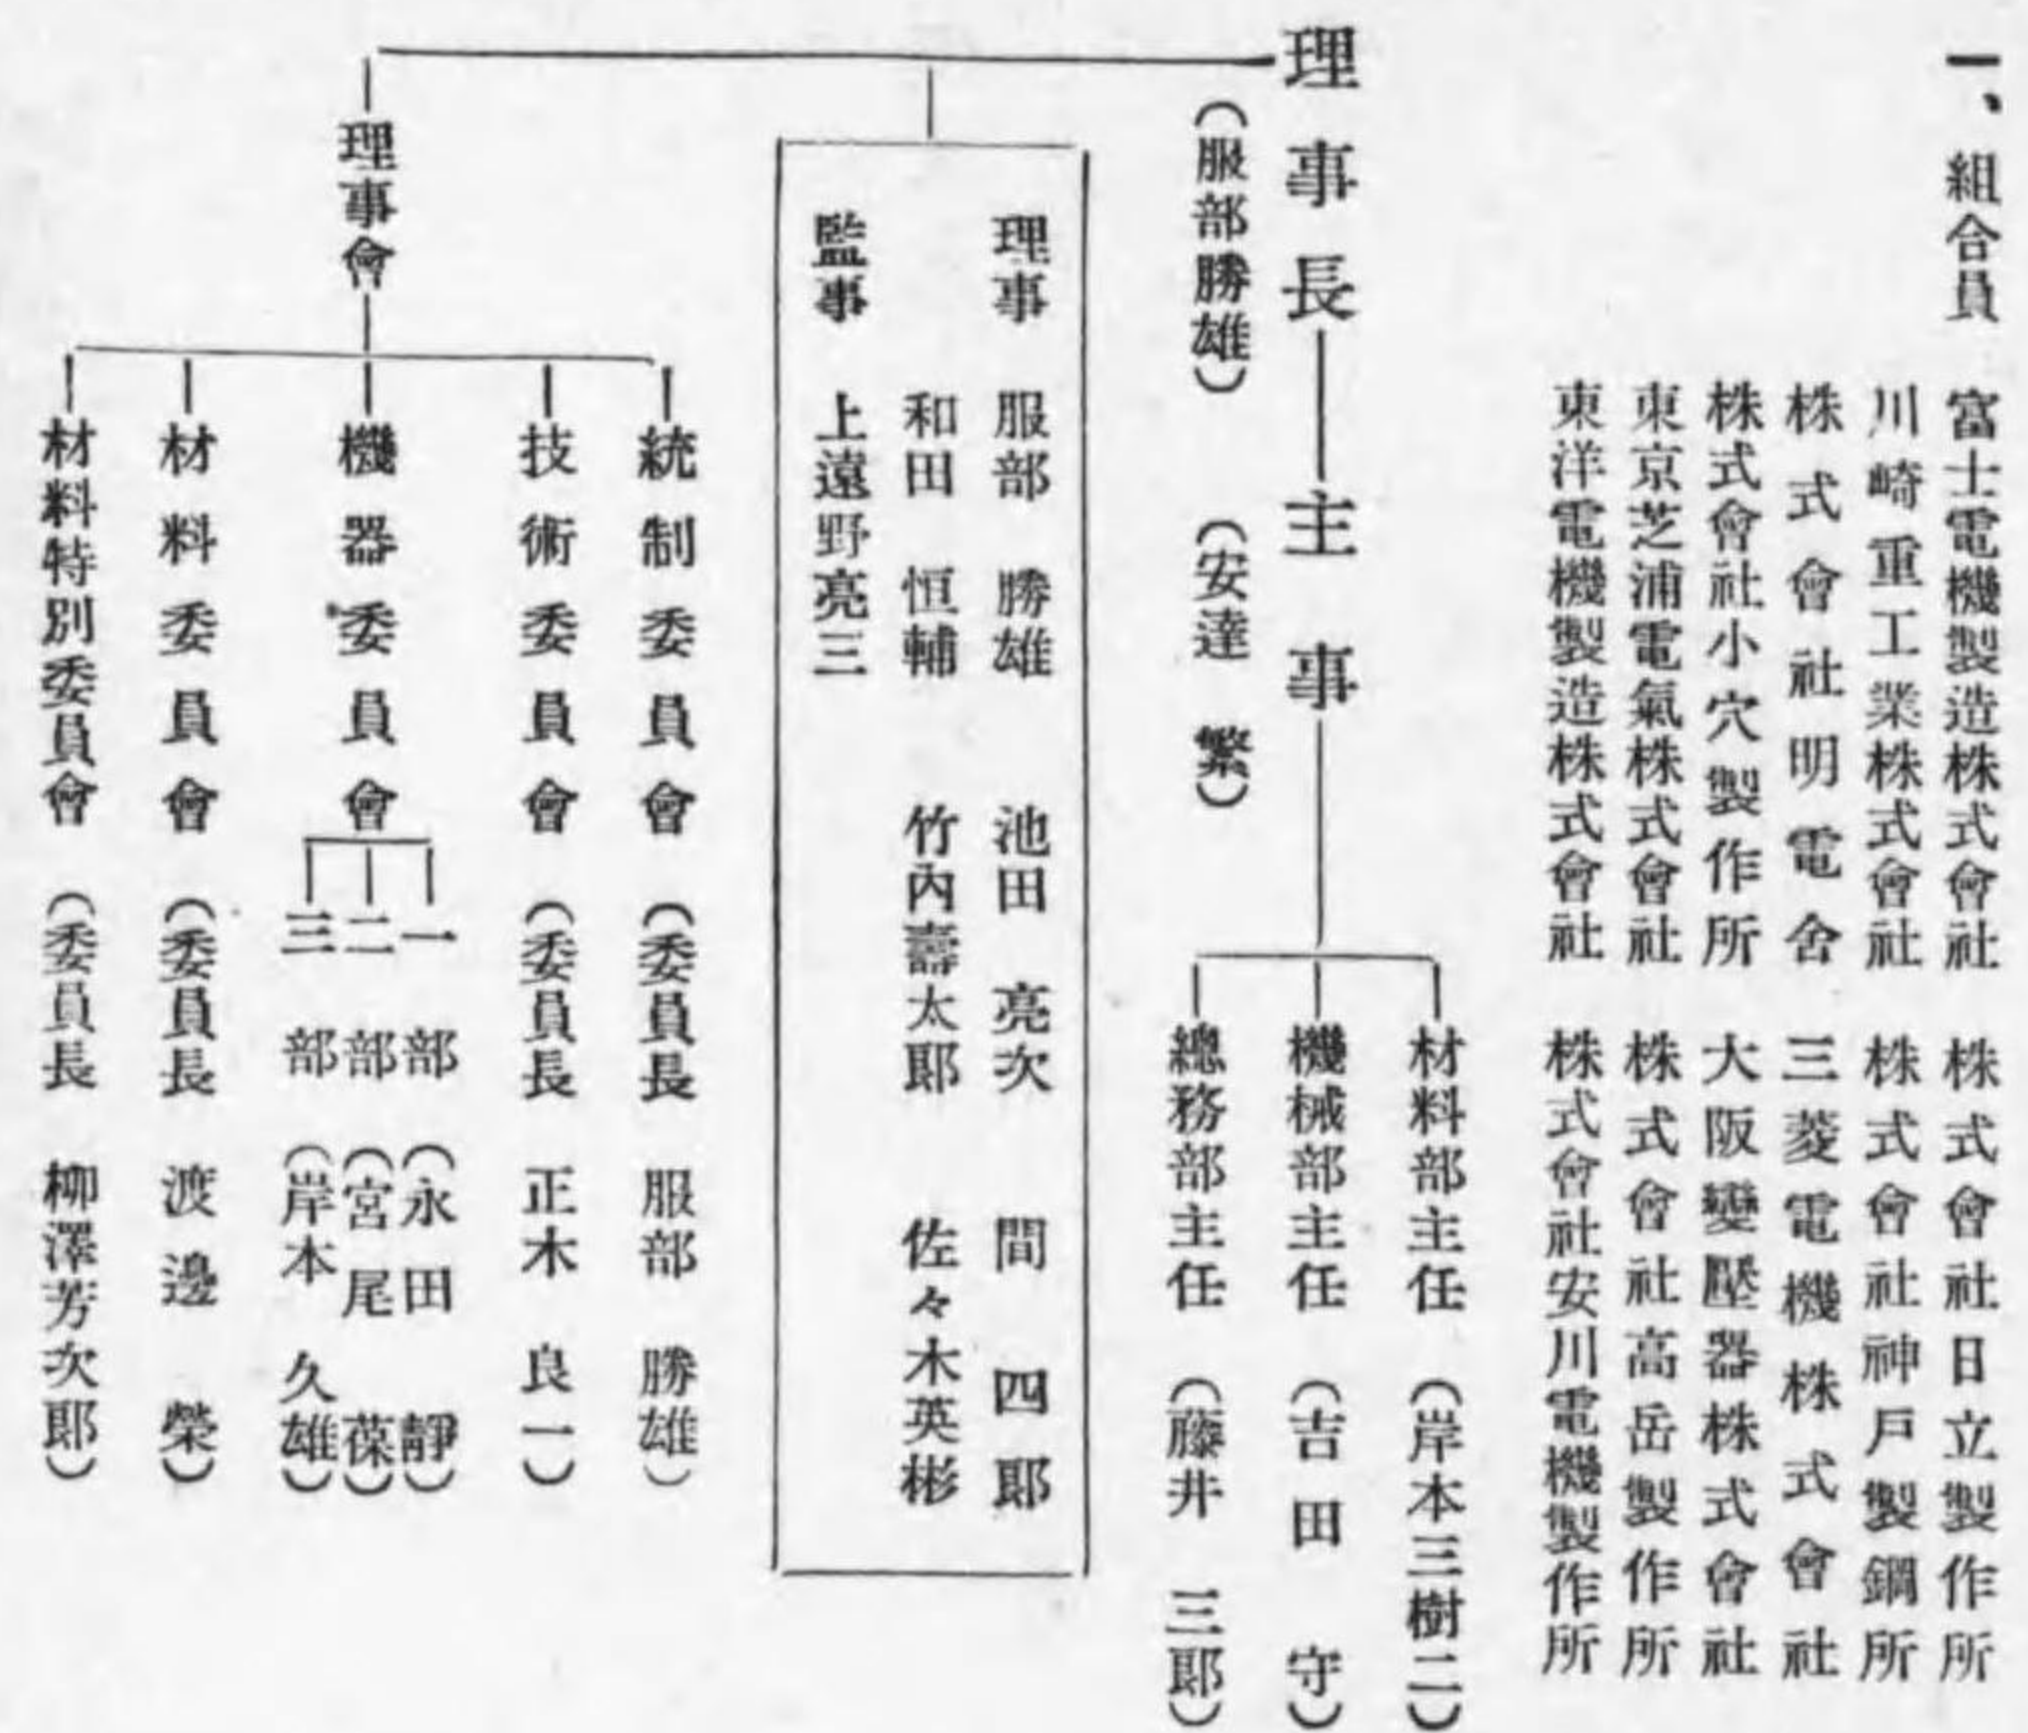 一、組合員
富士電機製造株式會社
株式會社日立製作所
川崎重工業株式會社
株式會社神戸製鋼所
株式會社明電舎
三菱電機株式會社
株式會社小穴製作所
大阪變壓器株式會社
東京芝浦電氣株式會社
株式會社高岳製作所
東洋電機製造株式會社
株式會社安川電機製作所
理事長
(服部勝雄)
主事
(安達 繁)
材料部主任 (岸本三樹二)
機械部主任 (吉田 守)
總務部主任 (藤井 三郎)
理事 服部 勝雄 池田 亮次 間 四郎
和田 恒輔 竹內壽太郎 佐々木英彬
監事 上遠野亮三
理事會
統制委員會 (委員長 服部 勝雄)
技術委員會 (委員長 正木 良一)
機器委員會
一部 (永田 靜)
二部 (宮尾 葆)
三部 (岸本 久雄)
材料委員會 (委員長 渡邊 榮)
材料特別委員會 (委員長 柳澤芳次郎)